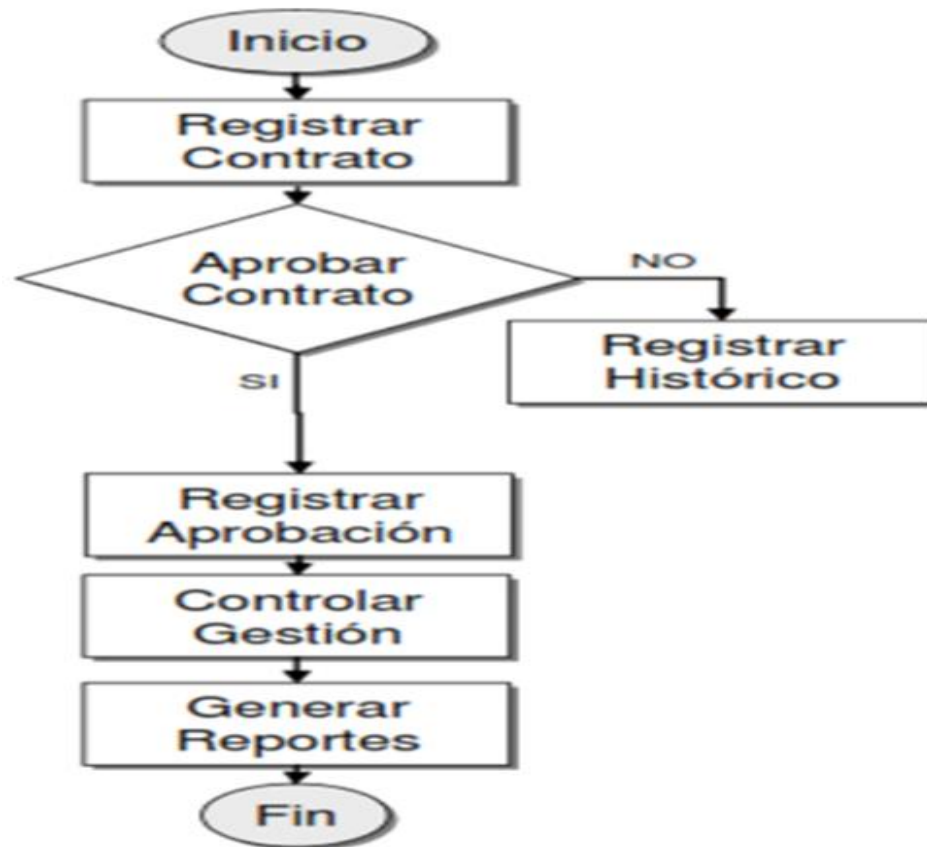 Inicio
Registrar
Contrato
Aprobar
Contrato
NO
Registrar
Histórico
SI
Registrar
Aprobación
Controlar
Gestión
Generar
Reportes
Fin